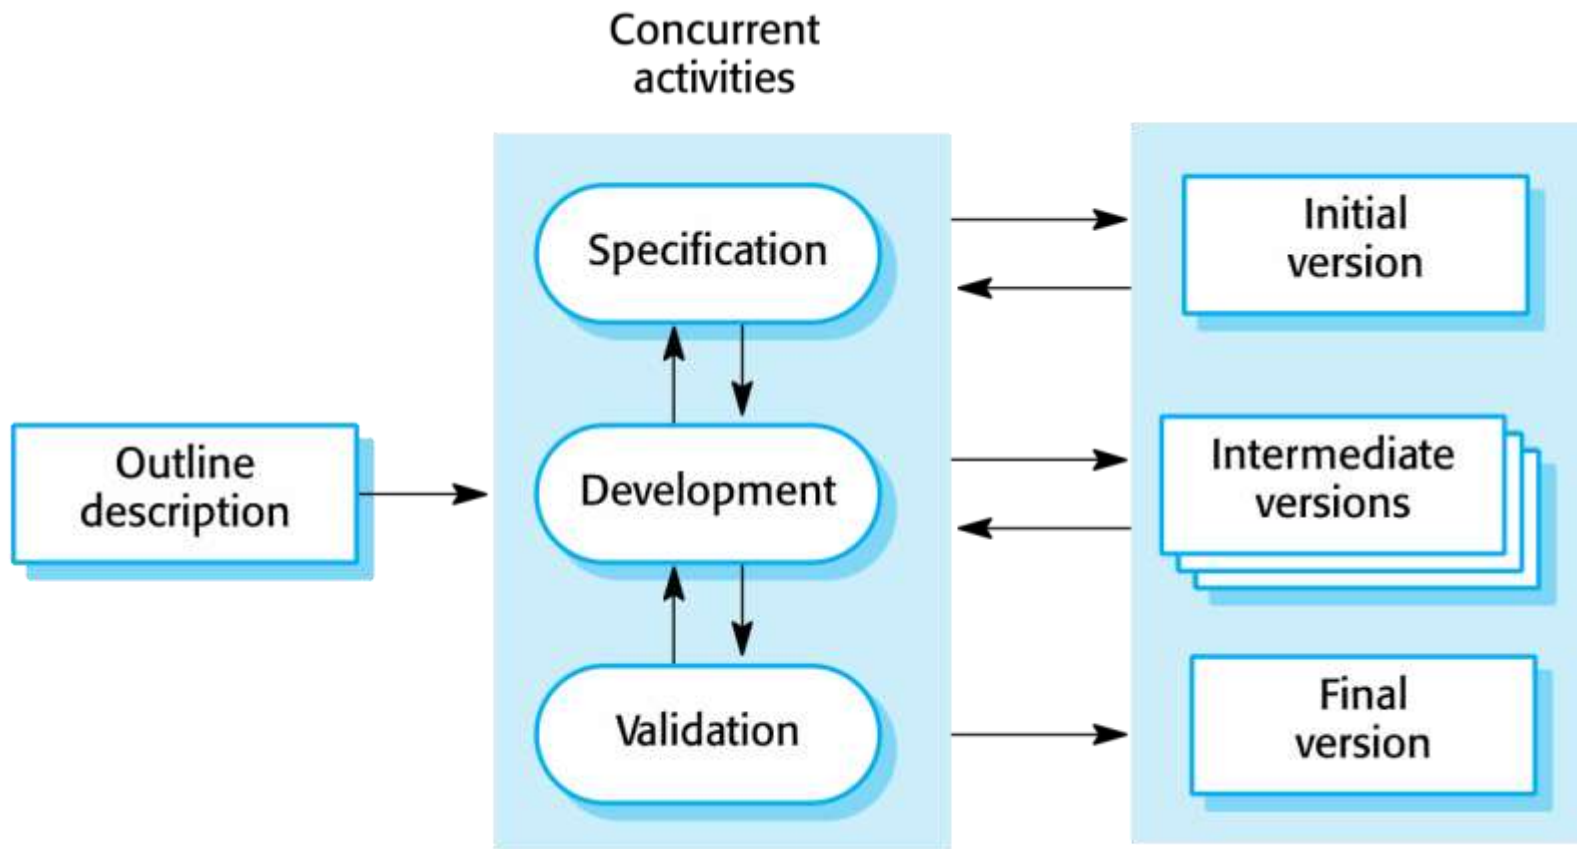 Concurrent
activities
Specification
Initial
version
Outline
description
Development
Intermediate
versions
Validation
Final
version